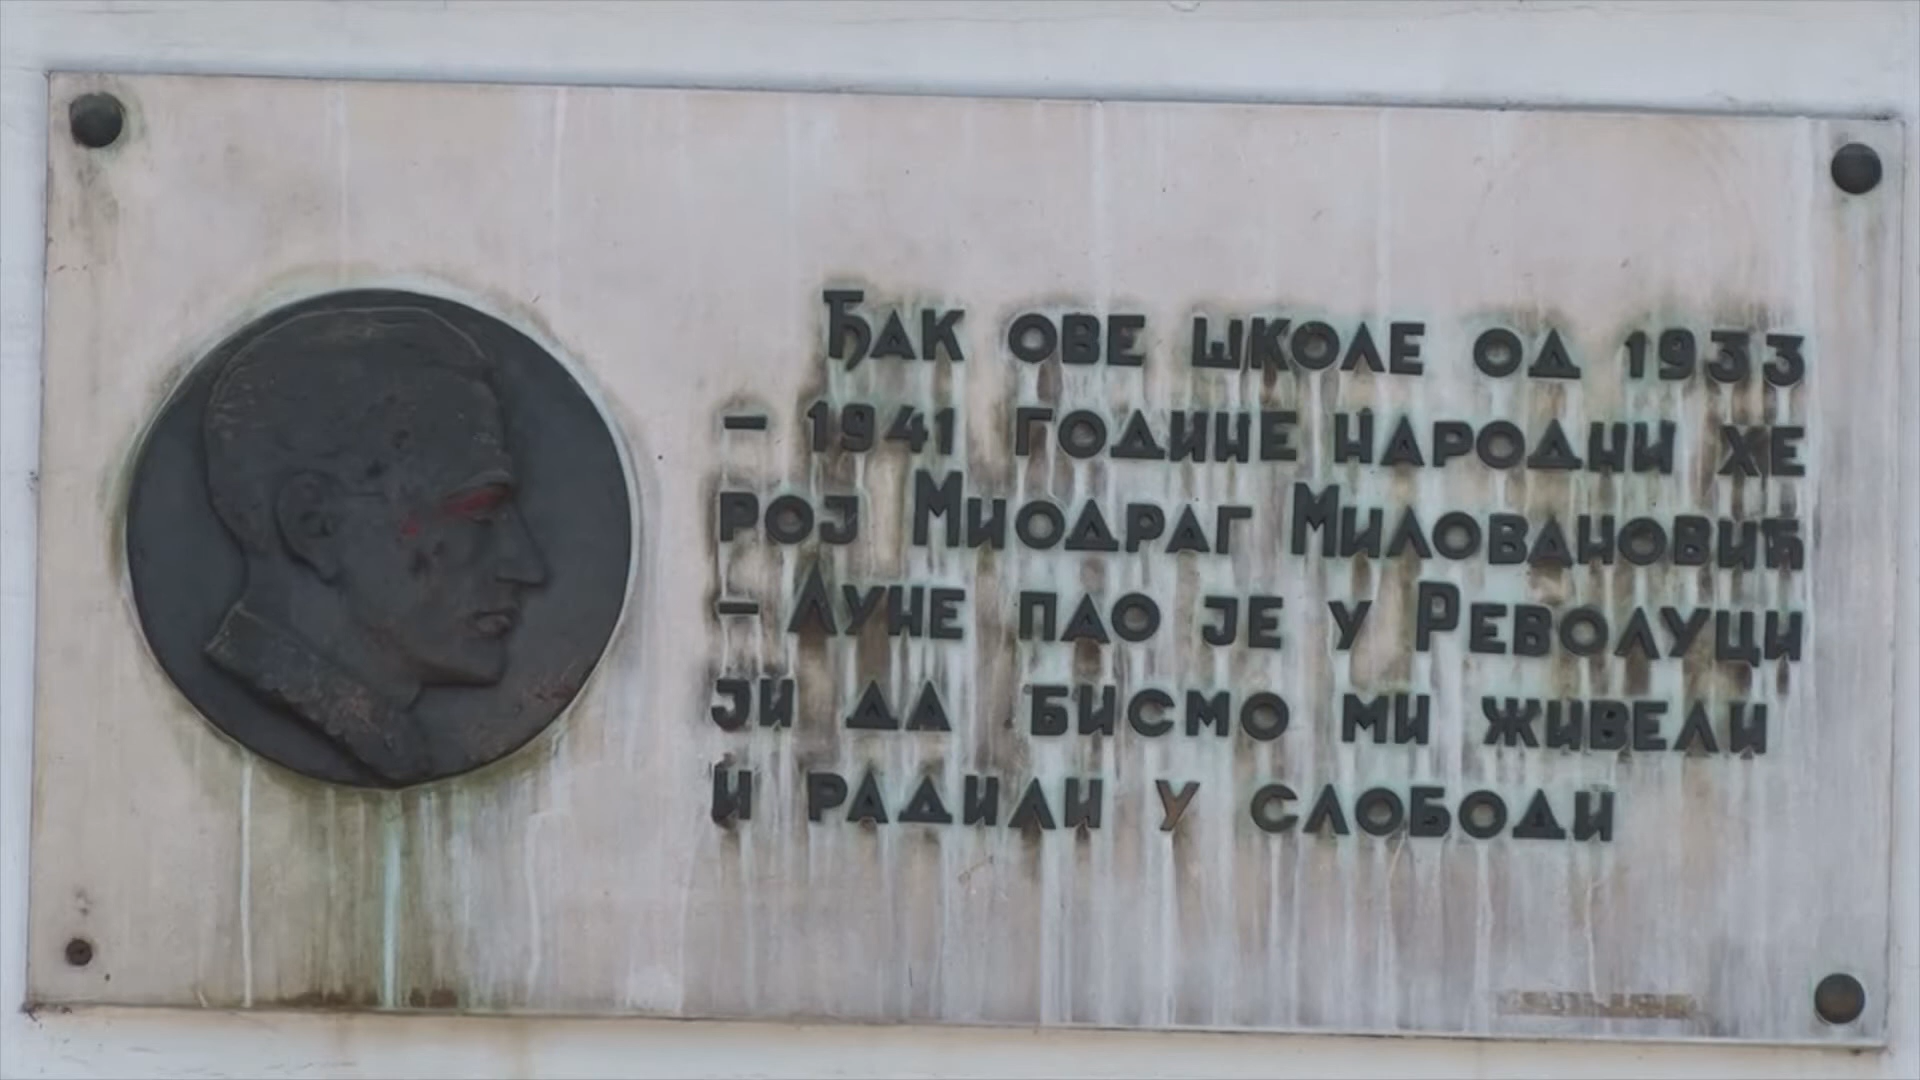 Ђак ове школе од 1933
– 1941 године народни хе
рој Миодраг Миловановић
– Луне пао је у Револуци
ји да бисмо ми живели
и радили у слободи